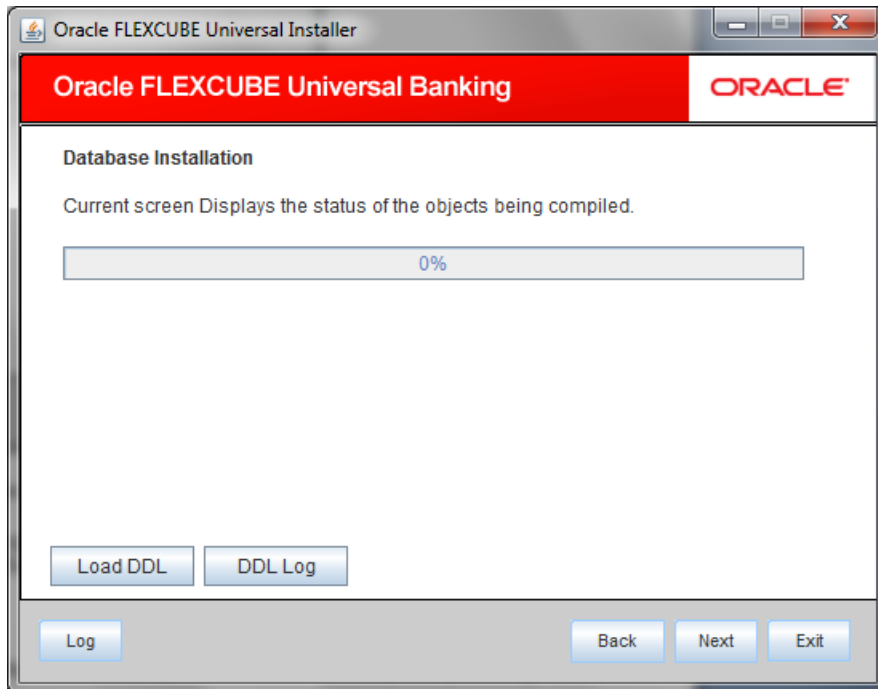 Oracle FLEXCUBE Universal Installer
Oracle FLEXCUBE Universal Banking
ORACLE
Database Installation
Current screen Displays the status of the objects being compiled.
0%
Load DDL
DDL Log
Log
Back
Next
Exit